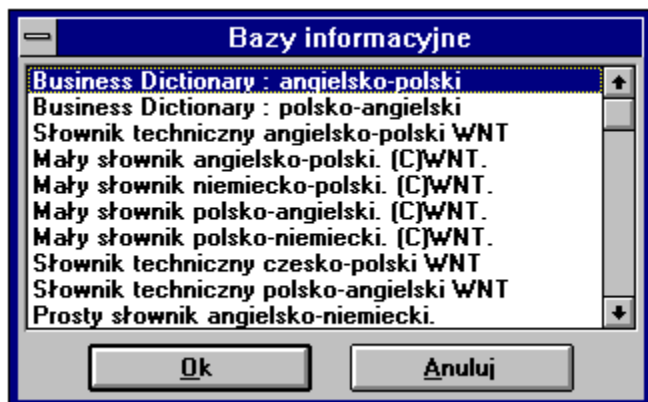 Bazy informacyjne
Business Dictionary : angielsko-polski
Business Dictionary : polsko-angielski
Słownik techniczny angielsko-polski WNT
Mały słownik angielsko-polski. (C)WNT.
Mały słownik niemiecko-polski. (C)WNT.
Mały słownik polsko-angielski. (C)WNT.
Mały słownik polsko-niemiecki. (C)WNT.
Słownik techniczny czesko-polski WNT
Słownik techniczny polsko-angielski WNT
Prosty słownik angielsko-niemiecki.
Ok Anuluj